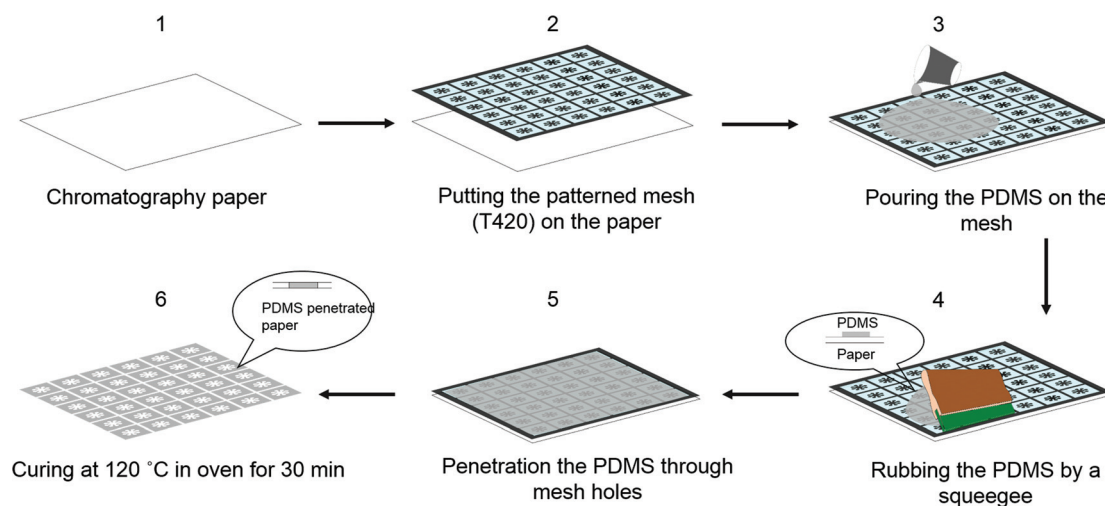 1
2
3
Chromatography paper
Putting the patterned mesh
(T420) on the paper
Pouring the PDMS on the
mesh
6
PDMS penetrated
paper
5
4
PDMS
Paper
Curing at 120 ˚C in oven for 30 min
Penetration the PDMS through
mesh holes
Rubbing the PDMS by a
squeegee